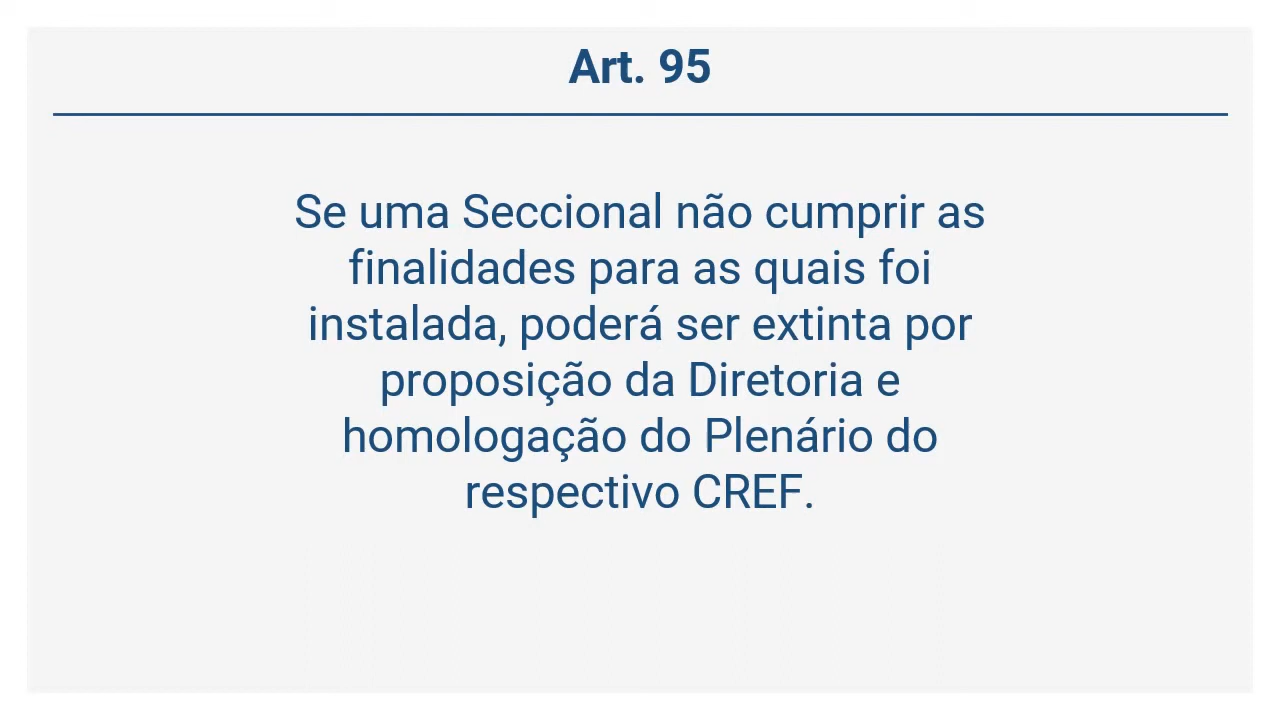 Art. 95
Se uma Seccional não cumprir as
finalidades para as quais foi
instalada, poderá ser extinta por
proposição da Diretoria e
homologação do Plenário do
respectivo CREF.